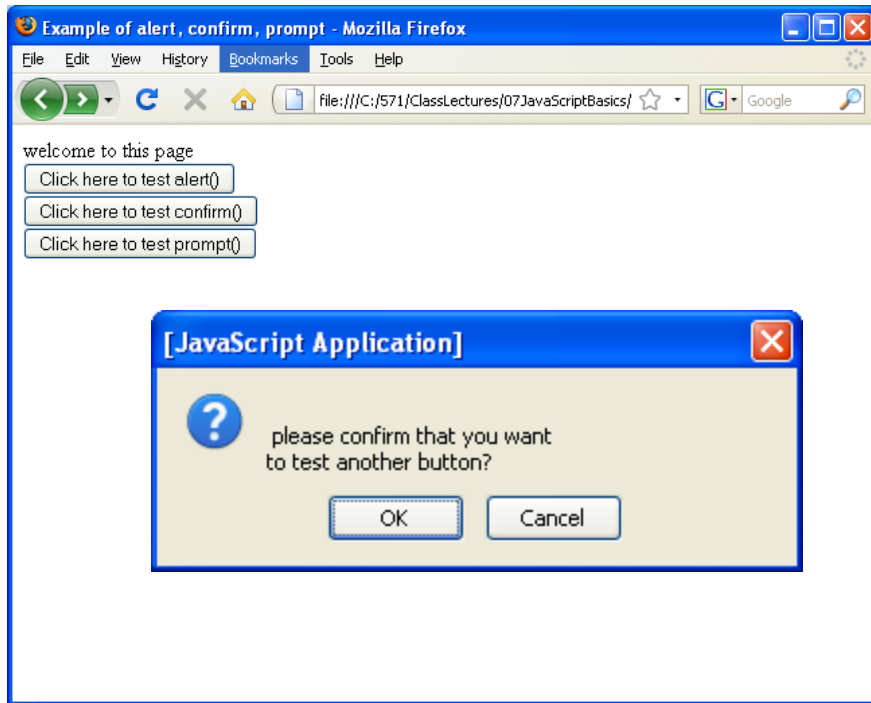 Example of alert, confirm, prompt - Mozilla Firefox
File Edit View History Bookmarks Tools Help
file:///C:/571/ClassLectures/07JavaScriptBasics/ G Google
welcome to this page
Click here to test alert()
Click here to test confirm()
Click here to test prompt()
[JavaScript Application]
please confirm that you want
to test another button?
OK Cancel